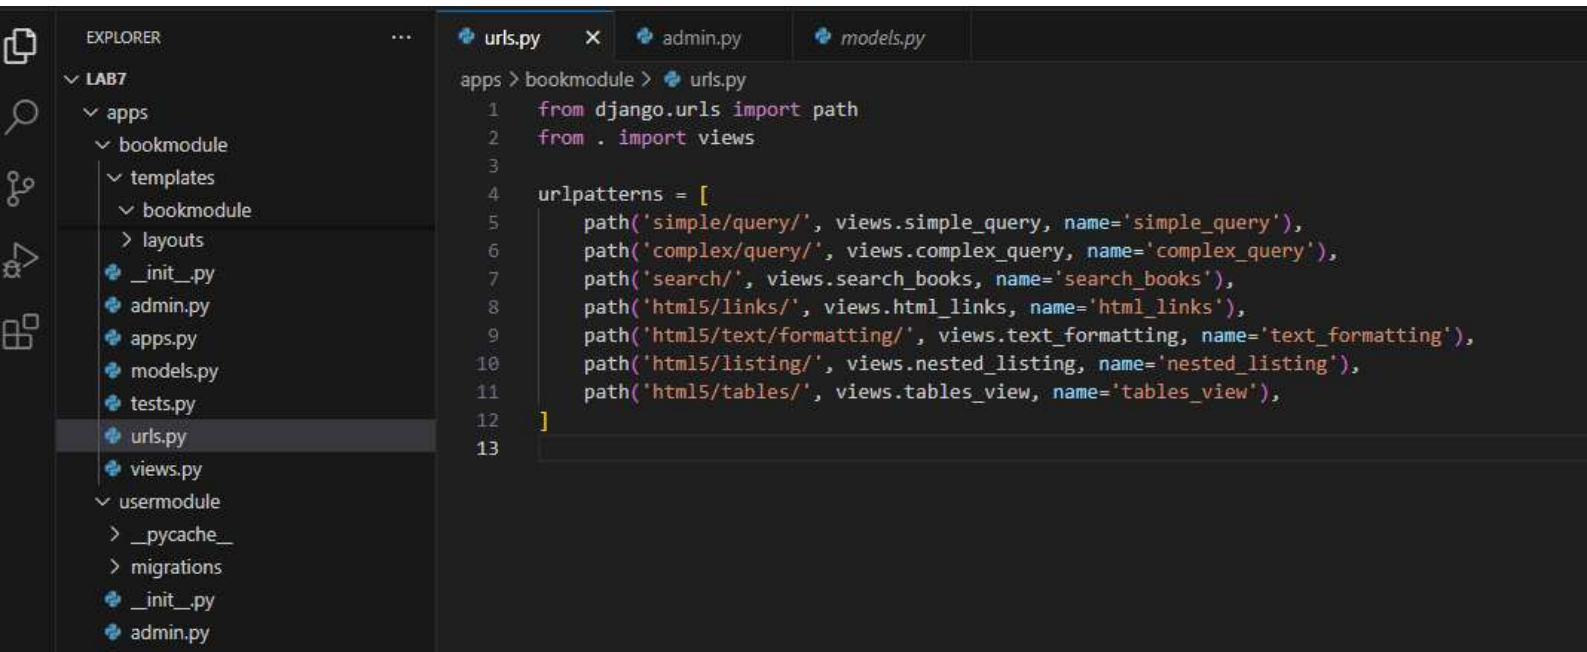 EXPLORER ...
LAB7
apps
bookmodule
templates
bookmodule
layouts
__init__.py
admin.py
apps.py
models.py
tests.py
urls.py
views.py
usermodule
__pycache__
migrations
__init__.py
admin.py
urls.py admin.py models.py
apps > bookmodule > urls.py
1 from django.urls import path
2 from . import views
3
4 urlpatterns = [
5     path('simple/query/', views.simple_query, name='simple_query'),
6     path('complex/query/', views.complex_query, name='complex_query'),
7     path('search/', views.search_books, name='search_books'),
8     path('html5/links/', views.html_links, name='html_links'),
9     path('html5/text/formatting/', views.text_formatting, name='text_formatting'),
10     path('html5/listing/', views.nested_listing, name='nested_listing'),
11     path('html5/tables/', views.tables_view, name='tables_view'),
12 ]
13